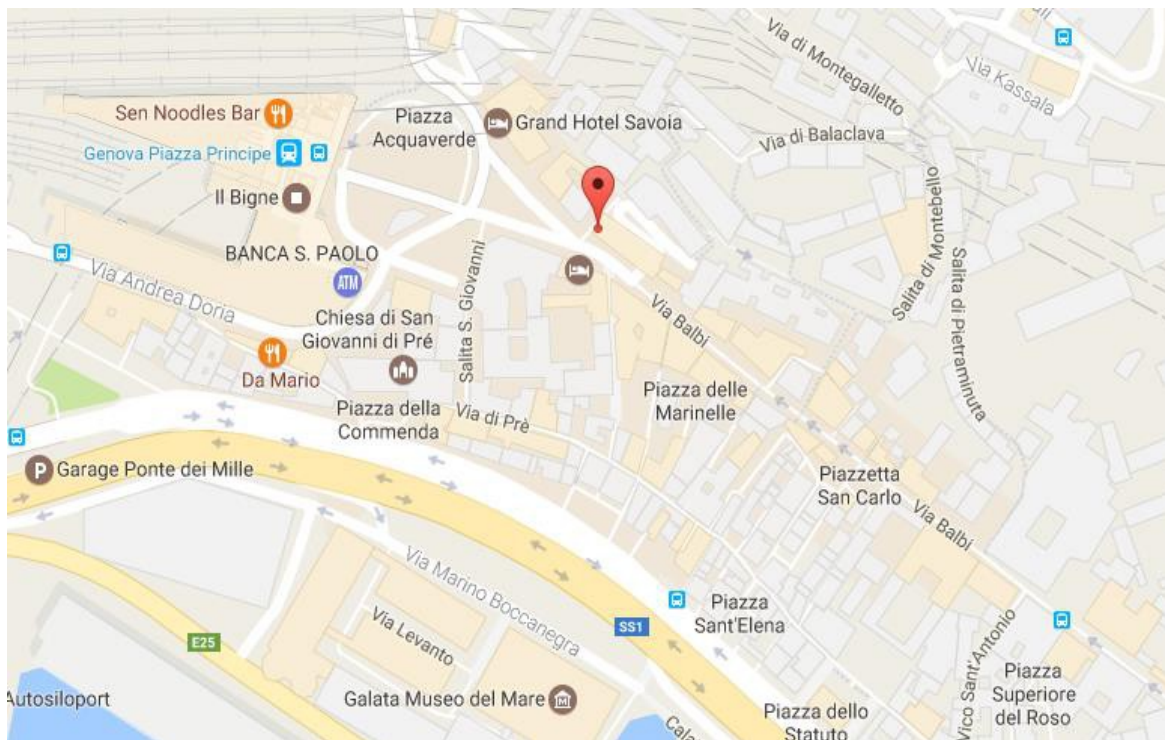 Via di Montegalletto
Via Kassala
Sen Noodles Bar
Piazza
Acquaverde
Grand Hotel Savoia
Via di Balaclava
Genova Piazza Principe
Il Bigne
Salita di Montebello
BANCA S. PAOLO
ATM
Via Andrea Doria
Salita S. Giovanni
Salita di Pietraminuta
Chiesa di San
Giovanni di Pré
Via Balbi
Da Mario
Piazza delle
Marinelle
Piazza della
Commenda
Via di Prè
P
Garage Ponte dei Mille
Piazzetta
San Carlo
Via Balbi
Via Marino Boccanegra
Piazza
Sant'Elena
SS1
Via Levanto
E25
Vico Sant'Antonio
Piazza
Superiore
del Roso
Autosiloport
Galata Museo del Mare
M
Piazza dello
Statuto
Cala